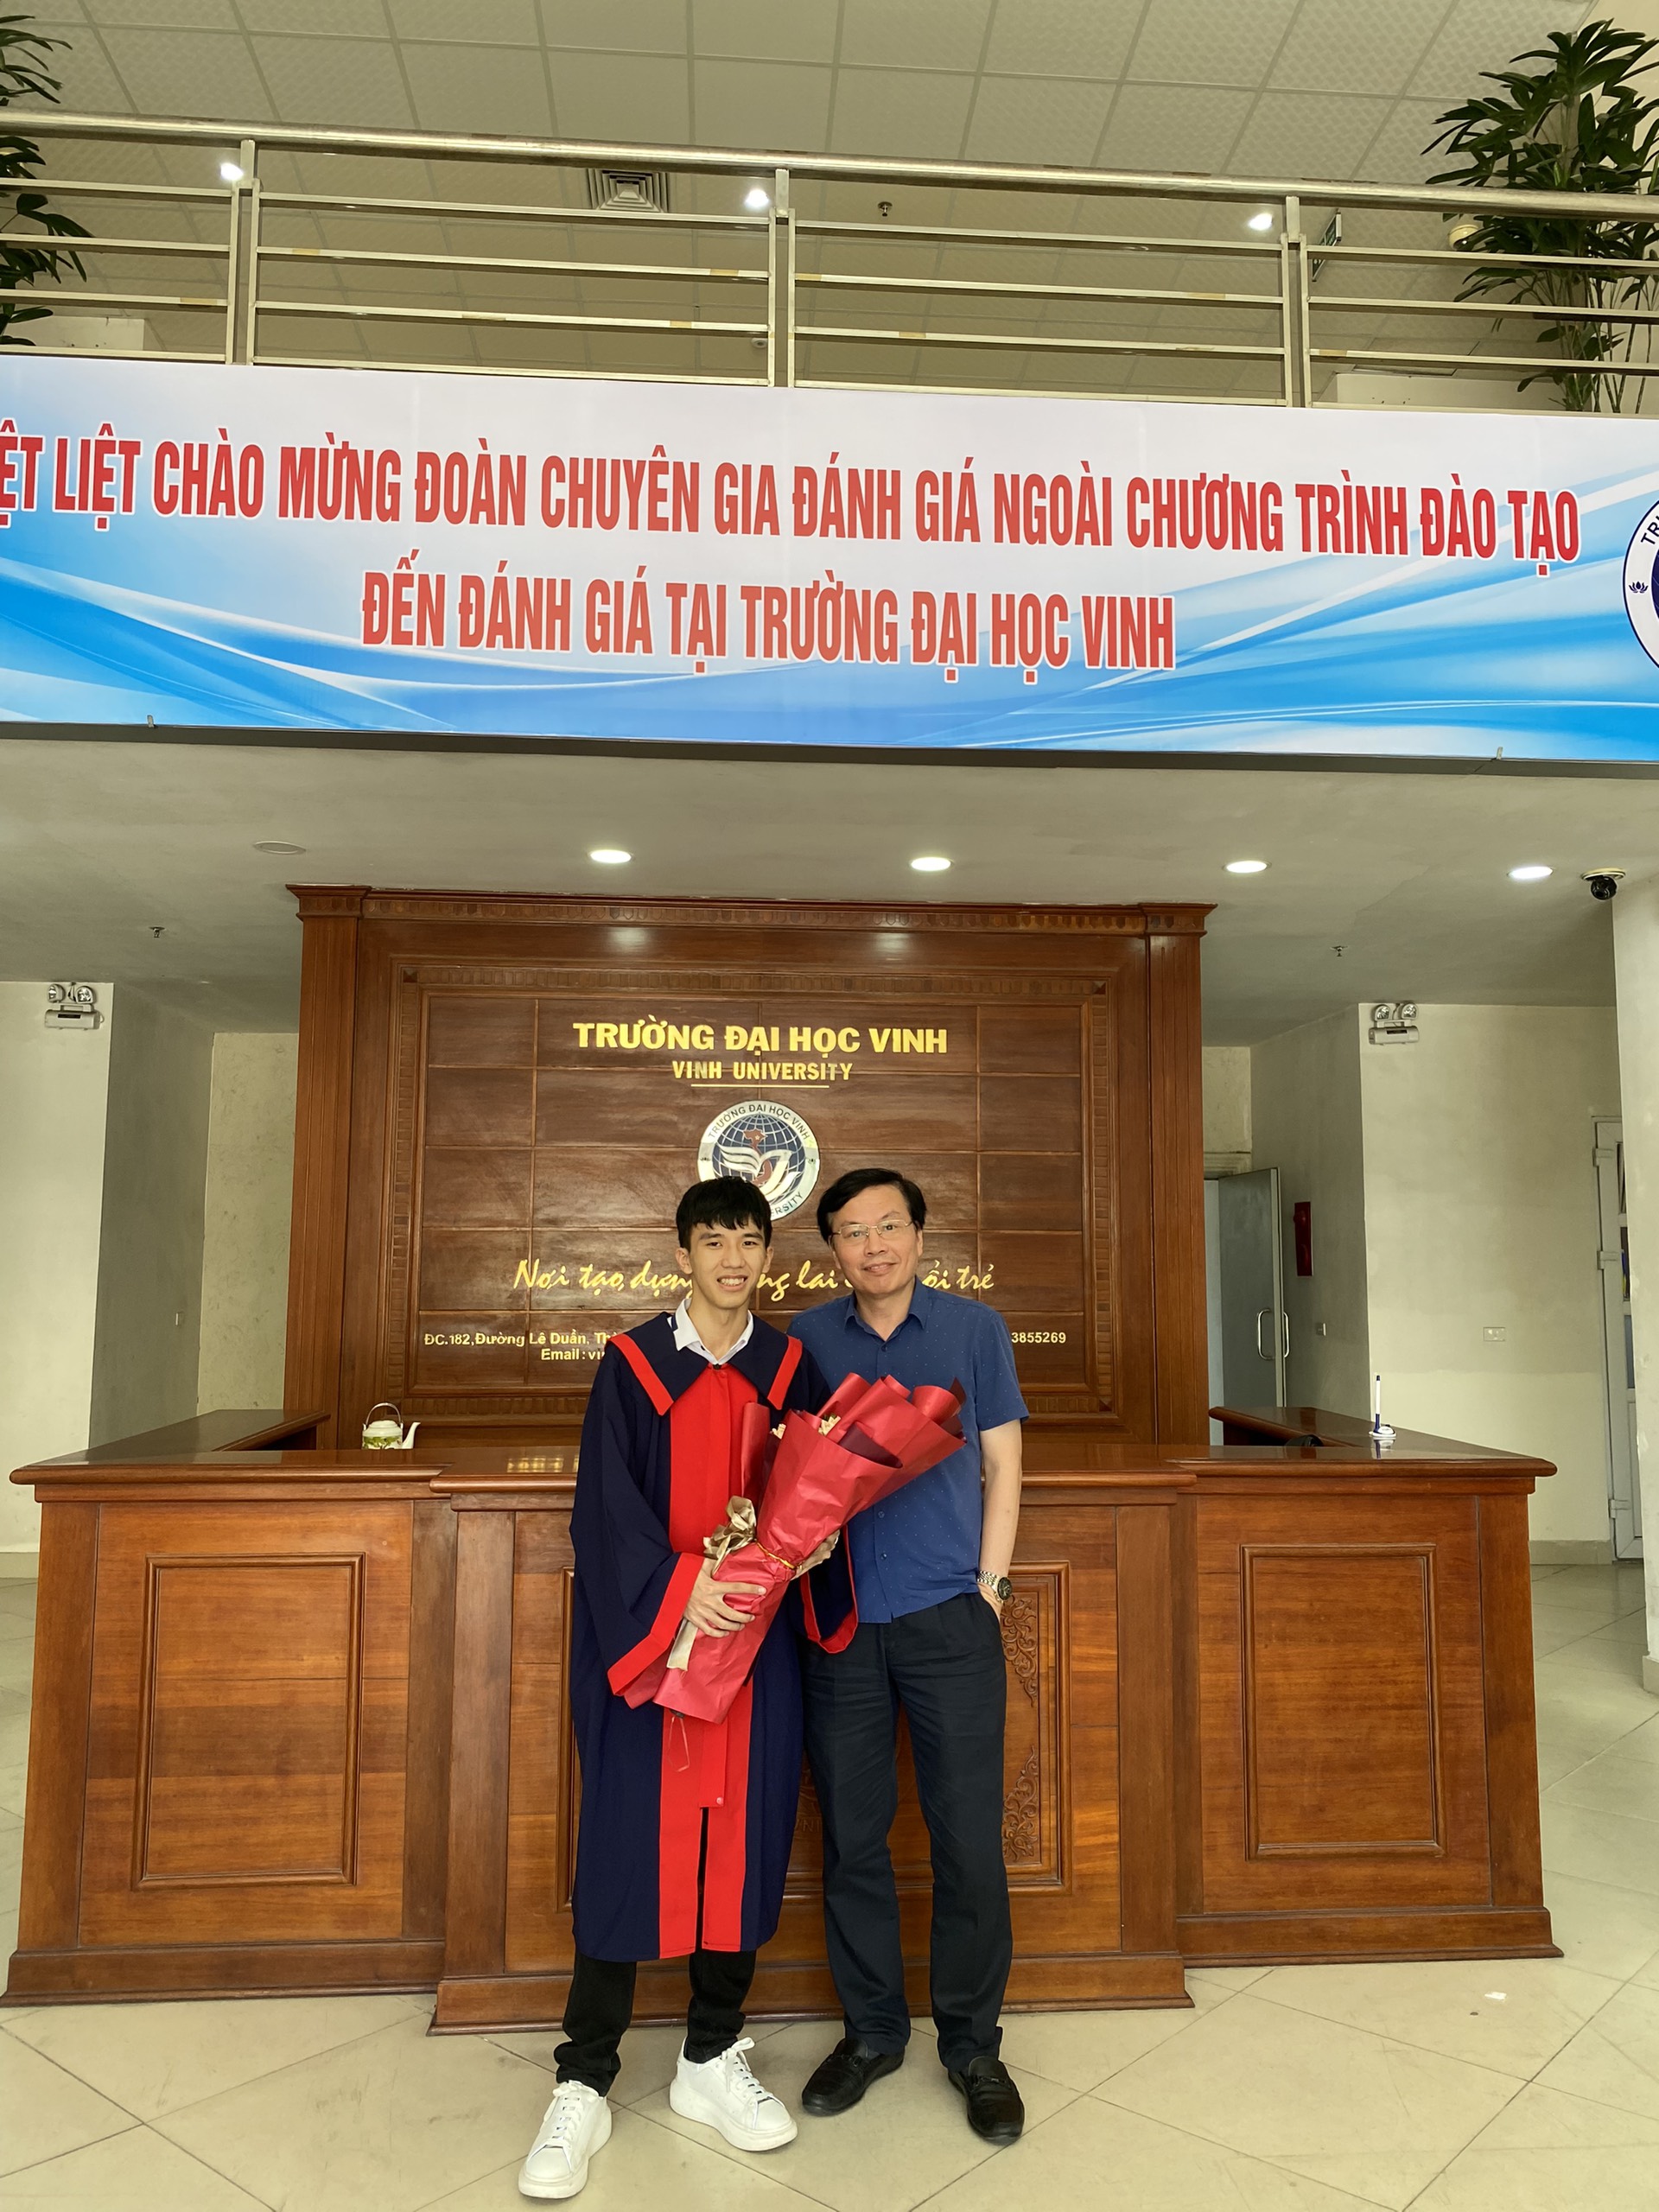 LIỆT CHÀO MỪNG ĐOÀN CHUYÊN GIA ĐÁNH GIÁ NGOÀI CHƯƠNG TRÌNH ĐÀO TẠO
ĐẾN ĐÁNH GIÁ TẠI TRƯỜNG ĐẠI HỌC VINH
TRƯỜNG ĐẠI HỌC VINH
VINH UNIVERSITY
TRƯỜNG ĐẠI HỌC VINH
Nơi tạo dựng lai trẻ
ĐC.182,Đường Lê Duẩn, 3855269
Email: